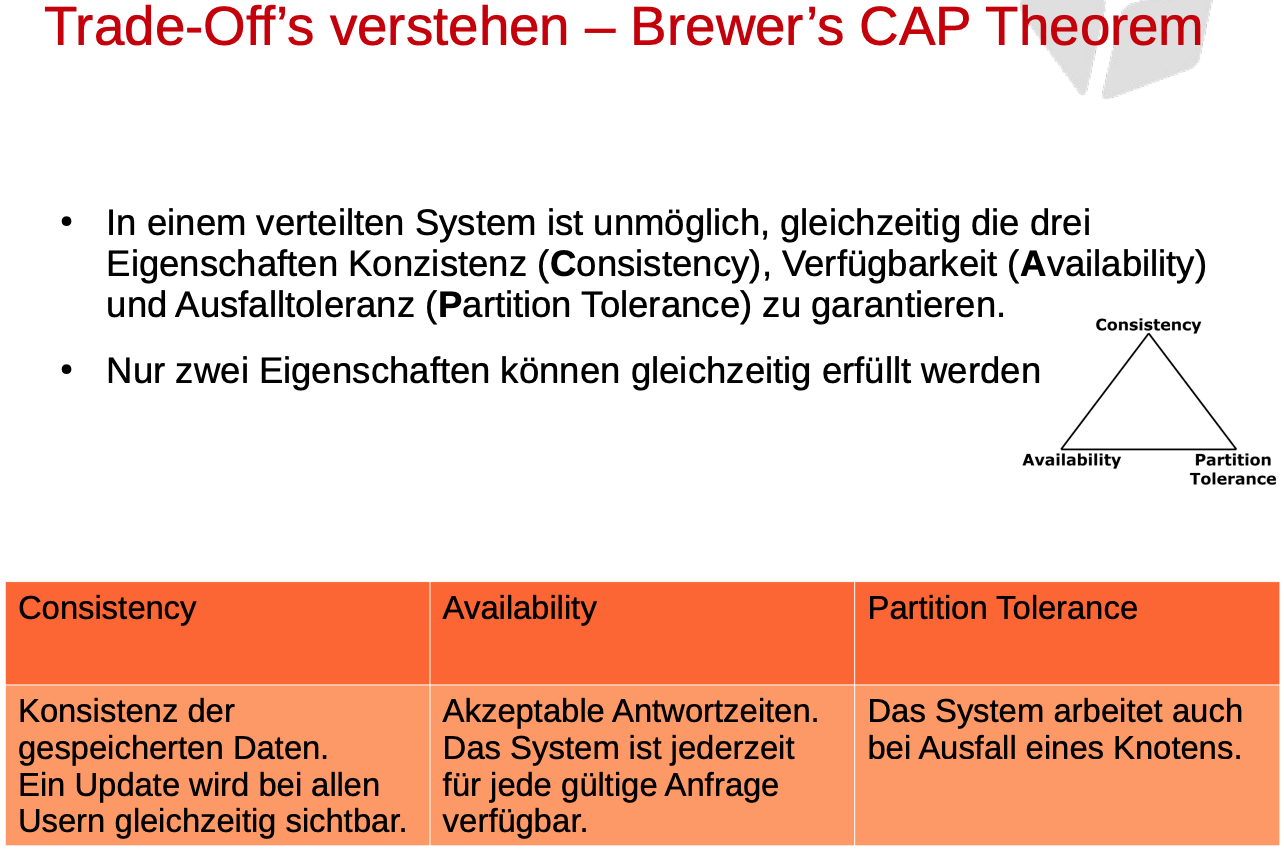 Trade-Off’s verstehen – Brewer’s CAP Theorem
• In einem verteilten System ist unmöglich, gleichzeitig die drei
Eigenschaften Konzistenz (Consistency), Verfügbarkeit (Availability)
und Ausfalltoleranz (Partition Tolerance) zu garantieren.
• Nur zwei Eigenschaften können gleichzeitig erfüllt werden
Consistency
Availability
Partition
Tolerance
Consistency
Availability
Partition Tolerance
Konsistenz der
gespeicherten Daten.
Ein Update wird bei allen
Usern gleichzeitig sichtbar.
Akzeptable Antwortzeiten.
Das System ist jederzeit
für jede gültige Anfrage
verfügbar.
Das System arbeitet auch
bei Ausfall eines Knotens.